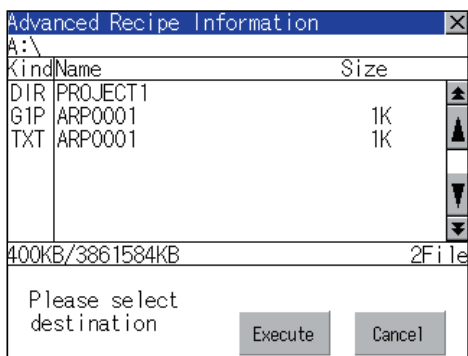 Advanced Recipe Information
A:\
Kind Name Size
DIR PROJECT1
G1P ARP0001 1K
TXT ARP0001 1K
400KB/3861584KB 2File
Please select
destination
Execute Cancel